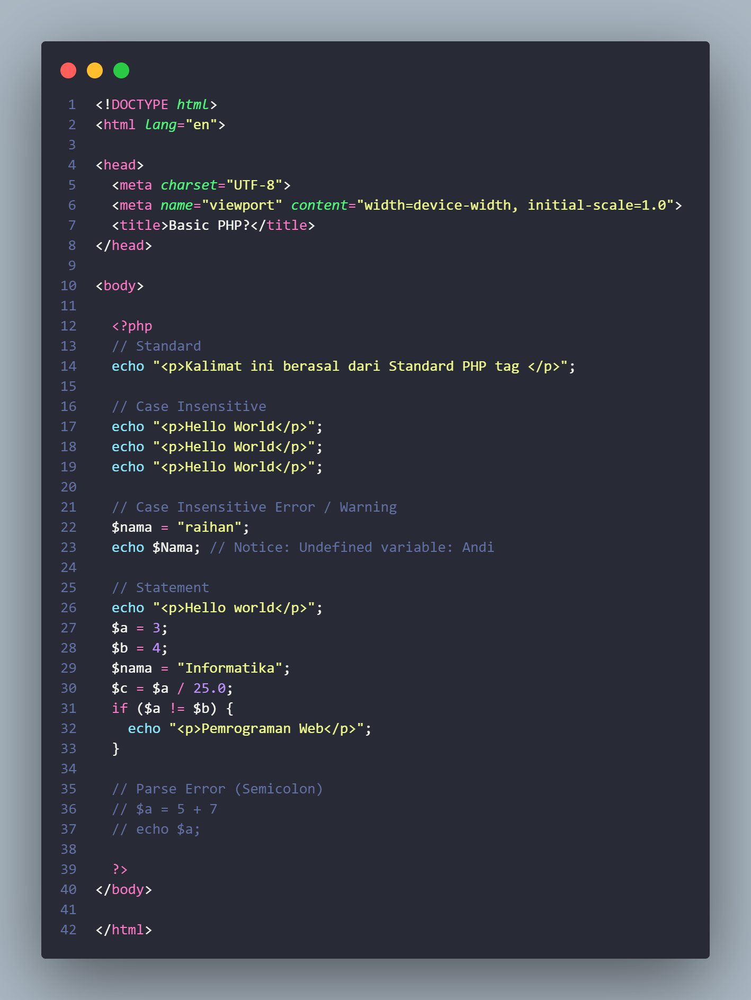 1 <!DOCTYPE html>
2 <html lang="en">
3
4 <head>
5   <meta charset="UTF-8">
6   <meta name="viewport" content="width=device-width, initial-scale=1.0">
7   <title>Basic PHP?</title>
8 </head>
9
10 <body>
11
12   <?php
13   // Standard
14   echo "<p>Kalimat ini berasal dari Standard PHP tag </p>";
15
16   // Case Insensitive
17   echo "<p>Hello World</p>";
18   echo "<p>Hello World</p>";
19   echo "<p>Hello World</p>";
20
21   // Case Insensitive Error / Warning
22   $nama = "raihan";
23   echo $Nama; // Notice: Undefined variable: Andi
24
25   // Statement
26   echo "<p>Hello world</p>";
27   $a = 3;
28   $b = 4;
29   $nama = "Informatika";
30   $c = $a / 25.0;
31   if ($a != $b) {
32     echo "<p>Pemrograman Web</p>";
33   }
34
35   // Parse Error (Semicolon)
36   // $a = 5 + 7
37   // echo $a;
38
39   ?>
40 </body>
41
42 </html>